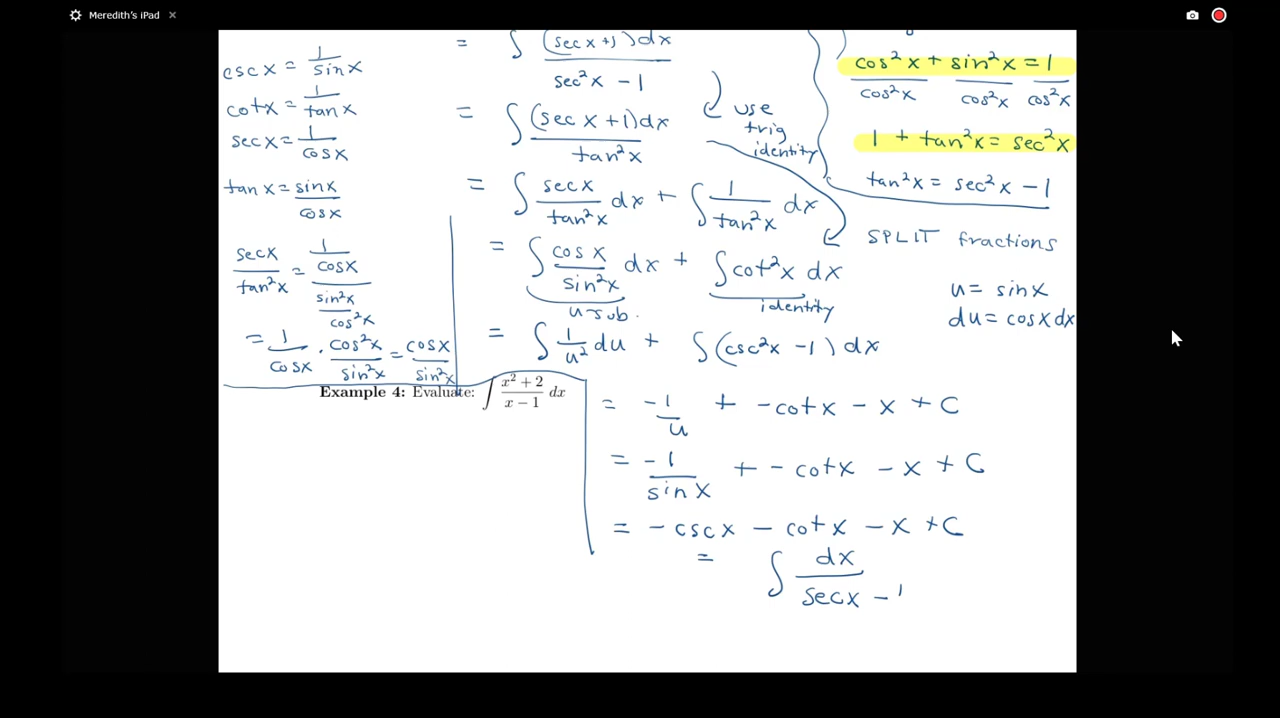 Meredith's iPad ×
csc x = 1/sin x
cot x = 1/tan x
sec x = 1/cos x
tan x = sin x/cos x
sec x/tan²x = (1/cos x)/(sin²x/cos²x)
= 1/cos x · cos²x/sin²x = cos x/sin²x
= ∫ (sec x + 1)dx/(sec²x − 1)
= ∫ (sec x + 1)dx/tan²x
use
trig
identity
= ∫ sec x/tan²x dx + ∫ 1/tan²x dx
= ∫ cos x/sin²x dx + ∫ cot²x dx
u-sub.
identity
= ∫ 1/u² du + ∫ (csc²x − 1) dx
= −1/u + − cot x − x + C
= −1/sin x + − cot x − x + C
= − csc x − cot x − x + C
= ∫ dx/(sec x − 1
cos²x/cos²x + sin²x/cos²x = 1/cos²x
1 + tan²x = sec²x
tan²x = sec²x − 1
SPLIT fractions
u = sin x
du = cos x dx
Example 4: Evaluate: ∫ (x² + 2)/(x − 1) dx